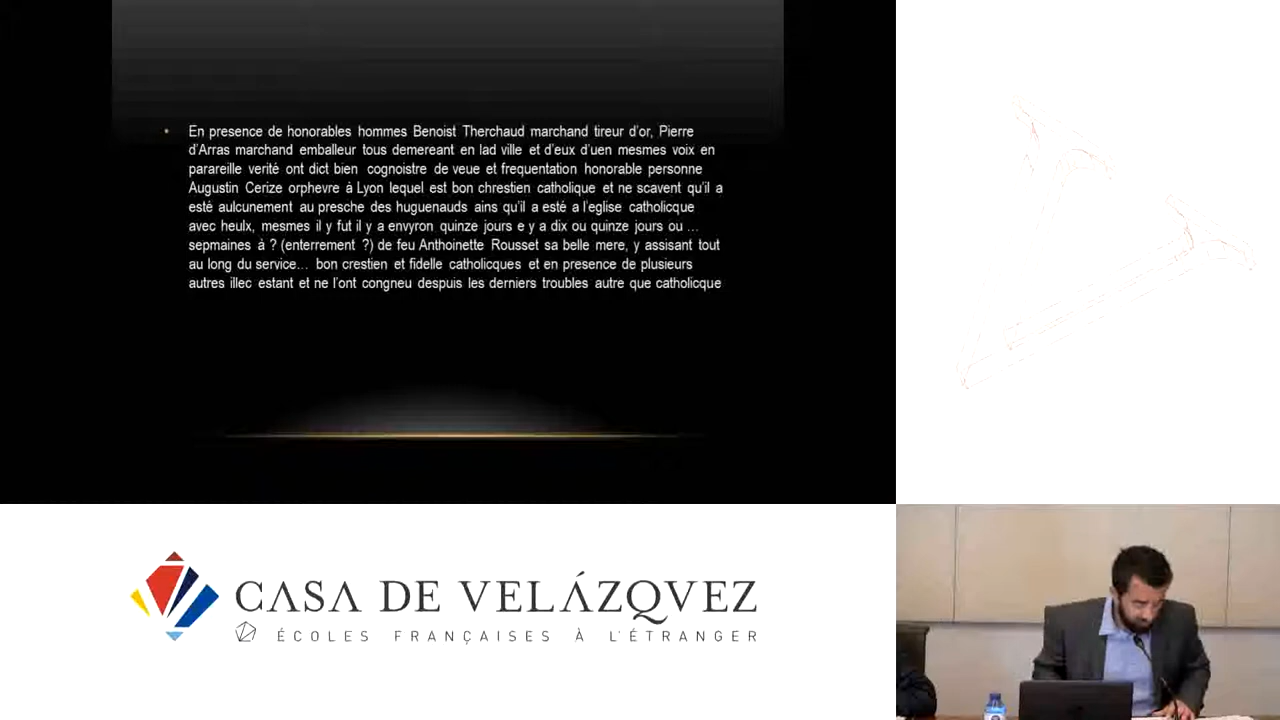 En presence de honorables hommes Benoist Therchaud marchand tireur d'or, Pierre
d'Arras marchand emballeur tous demereant en lad ville et d'eux d'uen mesmes voix en
parareille verité ont dict bien cognoistre de veue et frequentation honorable personne
Augustin Cerize orphevre à Lyon lequel est bon chrestien catholique et ne scavent qu'il a
esté aulcunement au presche des huguenauds ains qu'il a esté a l'eglise catholicque
avec heulx, mesmes il y fut il y a envyron quinze jours e y a dix ou quinze jours ou ...
sepmaines à ? (enterrement ?) de feu Anthoinette Rousset sa belle mere, y assisant tout
au long du service... bon crestien et fidelle catholicques et en presence de plusieurs
autres illec estant et ne l'ont congneu despuis les derniers troubles autre que catholicque
CASA DE VELÁZQVEZ
ÉCOLES FRANÇAISES À L'ÉTRANGER